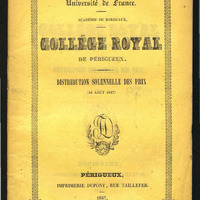 Université de France.
ACADÉMIE DE BORDEAUX.
COLLÉGE ROYAL
DE PÉRIGUEUX.
DISTRIBUTION SOLENNELLE DES PRIX
PÉRIGUEUX,
IMPRIMERIE DUPONT, RUE TAILLEFER.
1837.